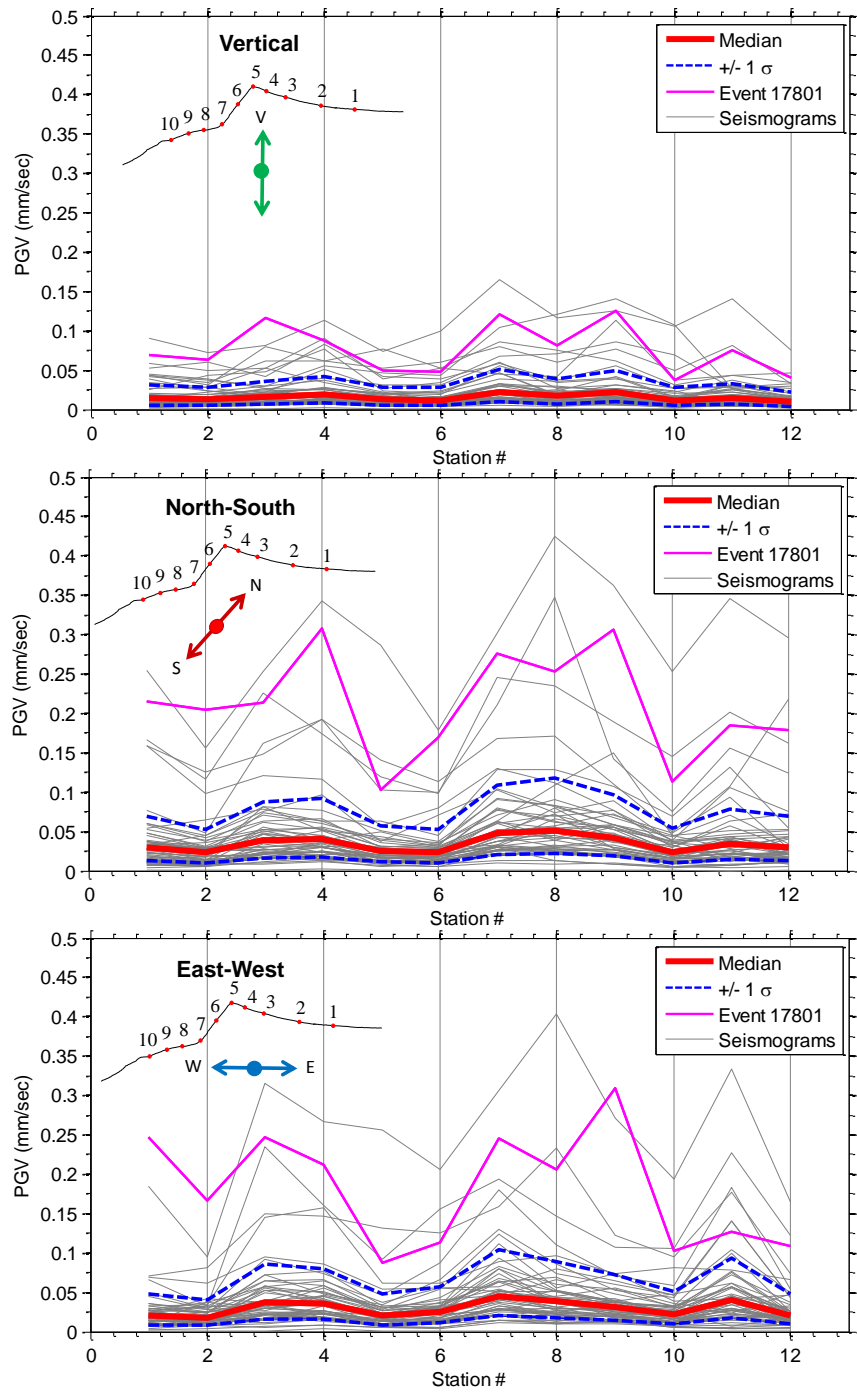 0.5
Vertical
Median
+/- 1 σ
Event 17801
Seismograms
0.45
0.4
0.35
0.3
0.25
0.2
0.15
0.1
0.05
0
PGV (mm/sec)
10 9 8 7 6 5 4 3 2 1
V
0 2 4 6 8 10 12
Station #
0.5
North-South
Median
+/- 1 σ
Event 17801
Seismograms
0.45
0.4
0.35
0.3
0.25
0.2
0.15
0.1
0.05
0
PGV (mm/sec)
10 9 8 7 6 5 4 3 2 1
N
S
0 2 4 6 8 10 12
Station #
0.5
East-West
Median
+/- 1 σ
Event 17801
Seismograms
0.45
0.4
0.35
0.3
0.25
0.2
0.15
0.1
0.05
0
PGV (mm/sec)
10 9 8 7 6 5 4 3 2 1
W E
0 2 4 6 8 10 12
Station #